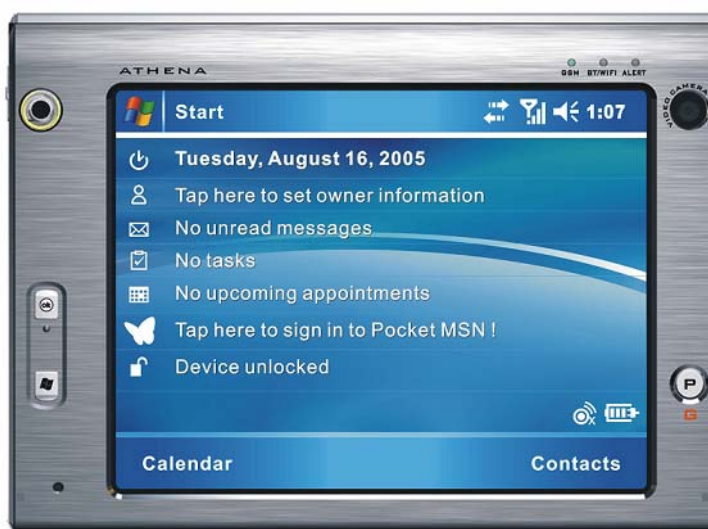 ATHENA
GSM BT/WIFI ALERT
VIDEO CAMERA
Start 1:07
Tuesday, August 16, 2005
Tap here to set owner information
No unread messages
No tasks
No upcoming appointments
ok
Tap here to sign in to Pocket MSN !
Device unlocked
P
G
Calendar Contacts